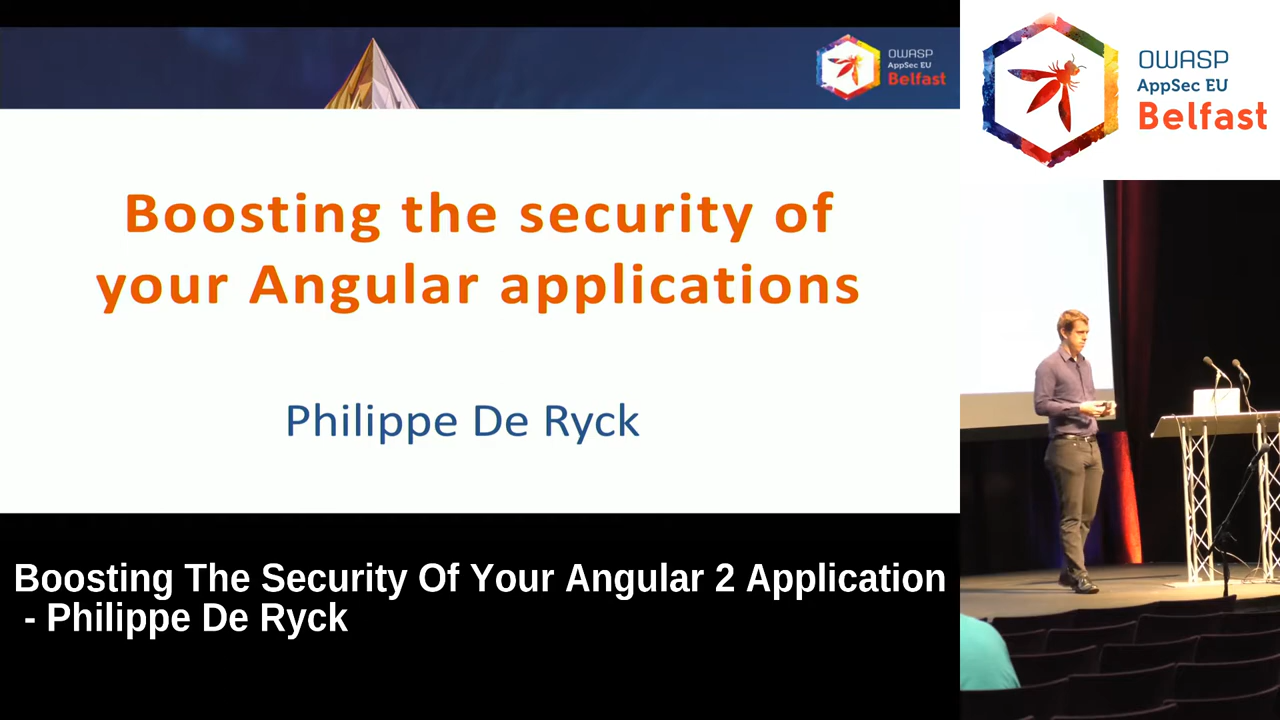 OWASP
AppSec EU
Belfast
Boosting the security of
your Angular applications
Philippe De Ryck
Boosting The Security Of Your Angular 2 Application
- Philippe De Ryck
OWASP
AppSec EU
Belfast